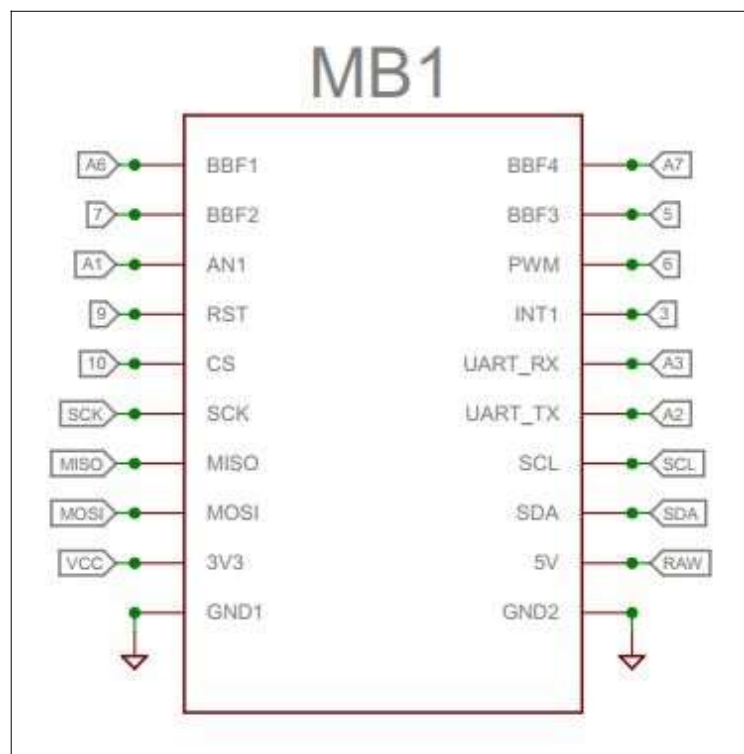 MB1
A6 BBF1 BBF4 A7
7 BBF2 BBF3 5
A1 AN1 PWM 6
9 RST INT1 3
10 CS UART_RX A3
SCK SCK UART_TX A2
MISO MISO SCL SCL
MOSI MOSI SDA SDA
VCC 3V3 5V RAW
GND1 GND2